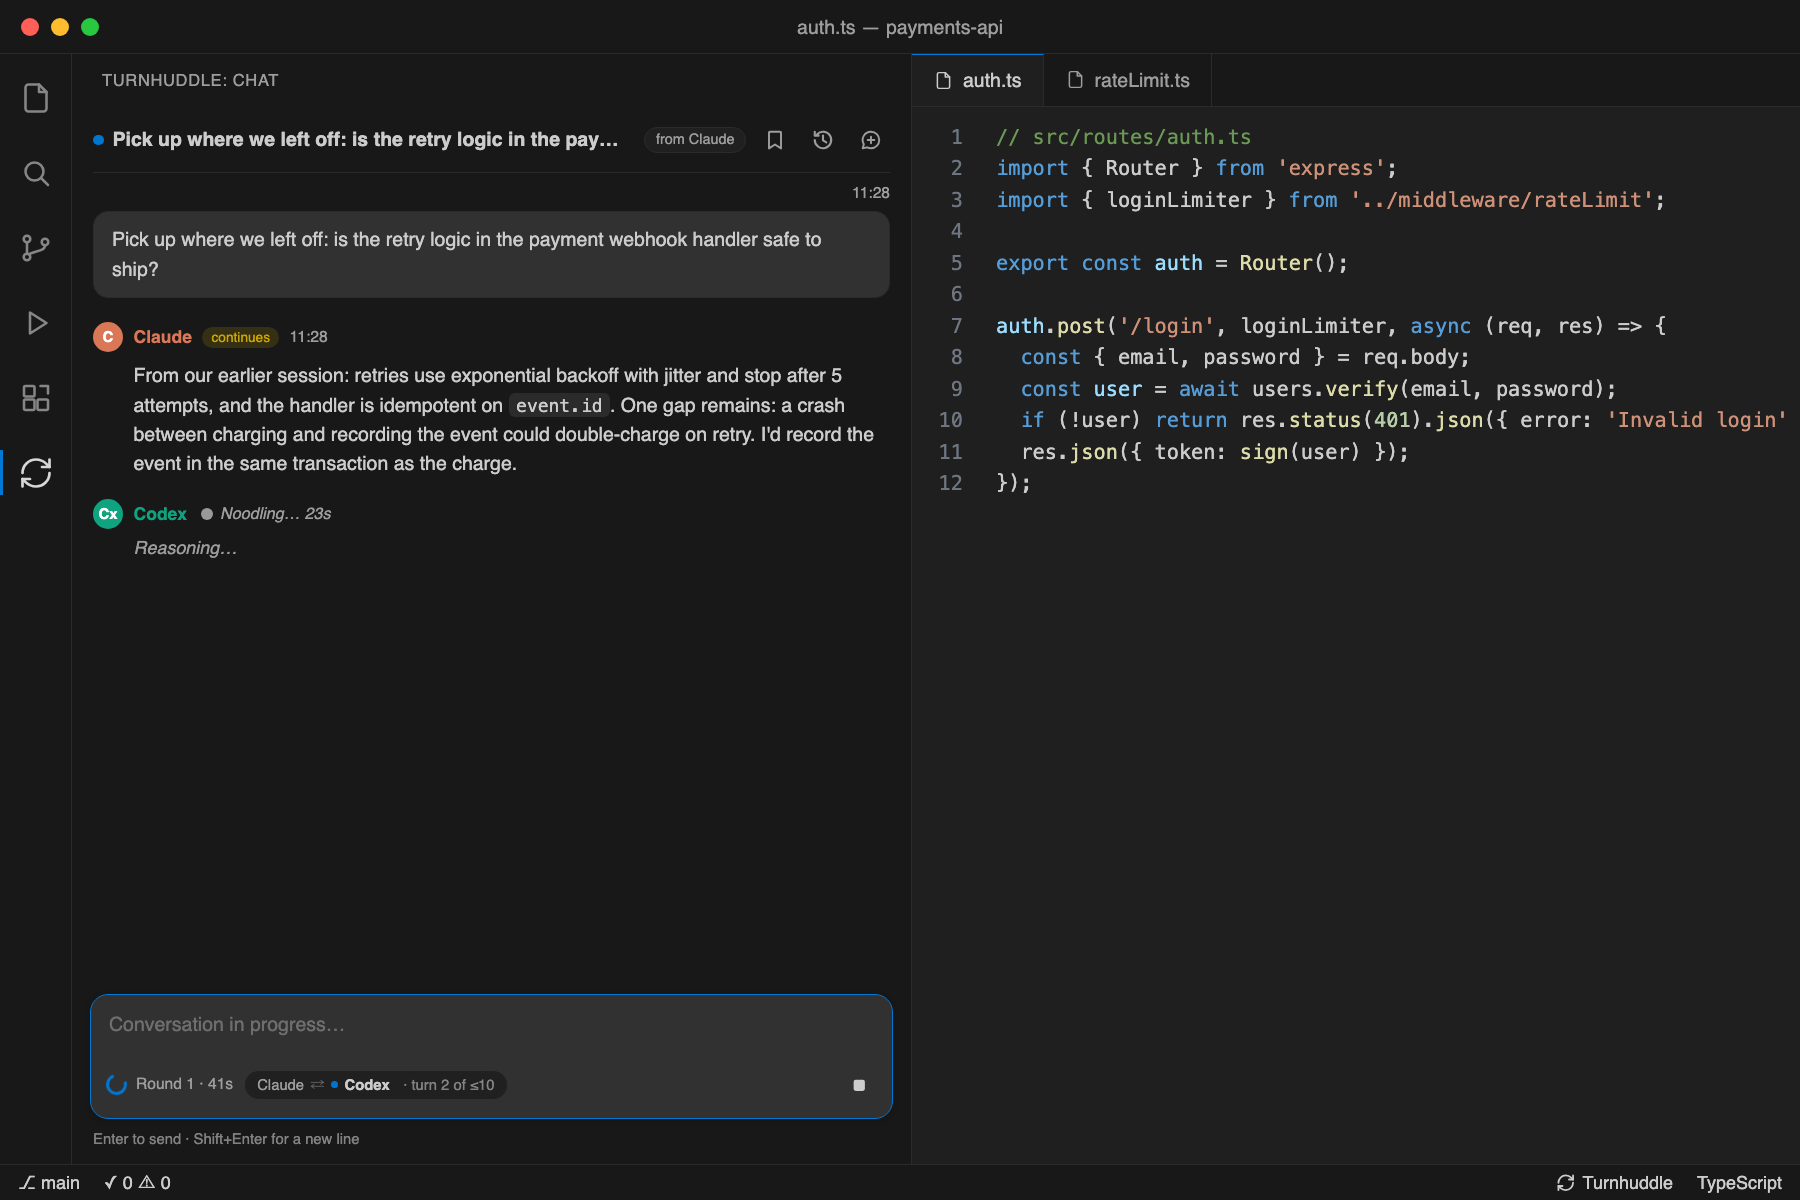 auth.ts — payments-api
TURNHUDDLE: CHAT
Pick up where we left off: is the retry logic in the pay…
from Claude
11:28
Pick up where we left off: is the retry logic in the payment webhook handler safe to
ship?
C Claude continues 11:28
From our earlier session: retries use exponential backoff with jitter and stop after 5
attempts, and the handler is idempotent on event.id. One gap remains: a crash
between charging and recording the event could double-charge on retry. I'd record the
event in the same transaction as the charge.
Cx Codex Noodling… 23s
Reasoning…
Conversation in progress…
Round 1 · 41s Claude ⇄ Codex · turn 2 of ≤10
Enter to send · Shift+Enter for a new line
auth.ts rateLimit.ts
1 // src/routes/auth.ts
2 import { Router } from 'express';
3 import { loginLimiter } from '../middleware/rateLimit';
4
5 export const auth = Router();
6
7 auth.post('/login', loginLimiter, async (req, res) => {
8 const { email, password } = req.body;
9 const user = await users.verify(email, password);
10 if (!user) return res.status(401).json({ error: 'Invalid login'
11 res.json({ token: sign(user) });
12 });
main ✓ 0 ⚠ 0
Turnhuddle TypeScript